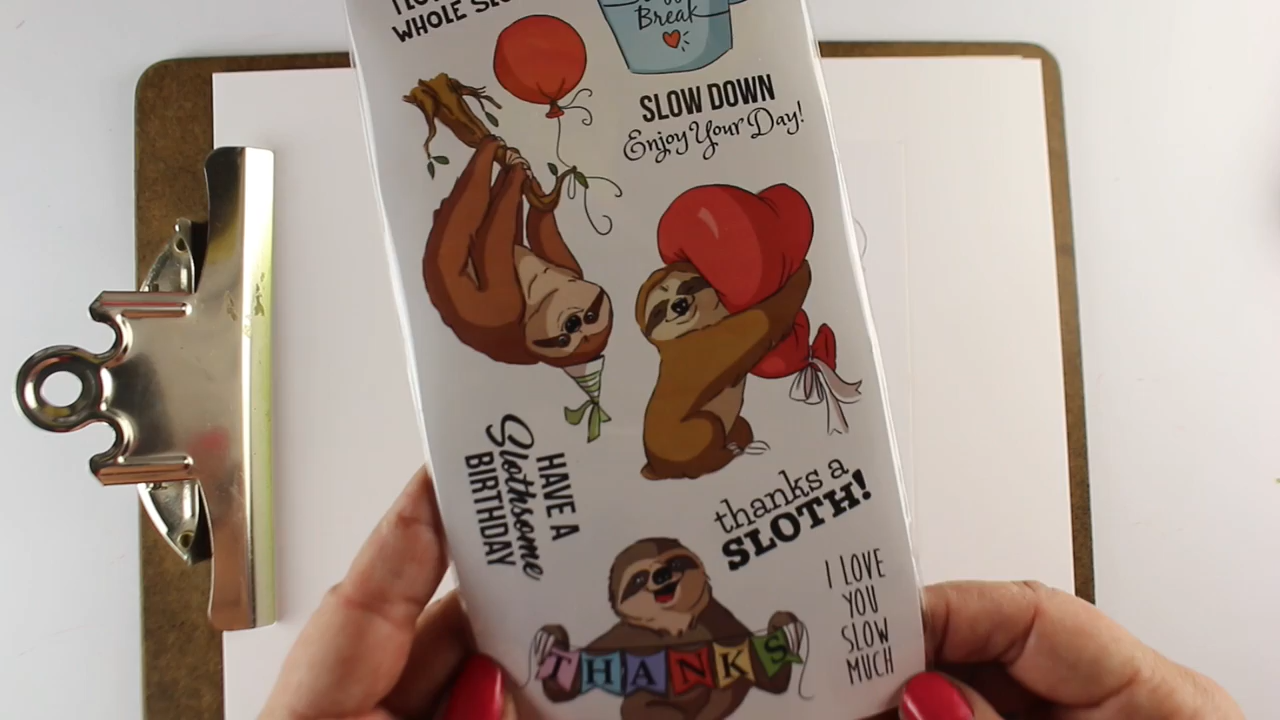 WHOLE
Break
SLOW DOWN
Enjoy Your Day!
HAVE A
Slothsome
BIRTHDAY
thanks a
SLOTH!
I LOVE
YOU
SLOW
MUCH
THANKS